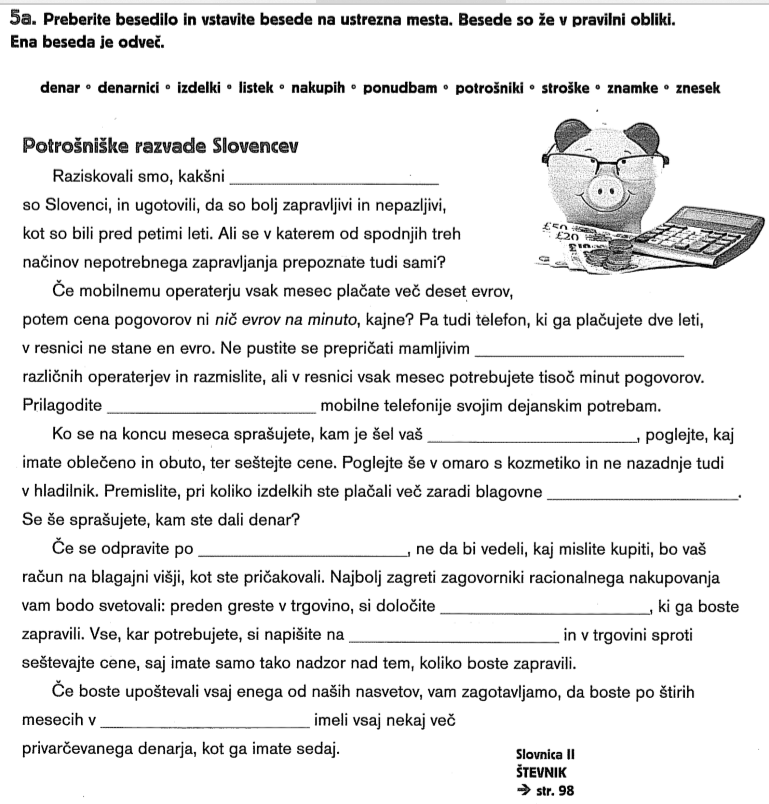 5a. Preberite besedilo in vstavite besede na ustrezna mesta. Besede so že v pravilni obliki.
Ena beseda je odveč.
denar ° denarnici ° izdelki ° listek ° nakupih ° ponudbam ° potrošniki ° stroške ° znamke ° znesek
Potrošniške razvade Slovencev
Raziskovali smo, kakšni ____________________
so Slovenci, in ugotovili, da so bolj zapravljivi in nepazljivi,
kot so bili pred petimi leti. Ali se v katerem od spodnjih treh
načinov nepotrebnega zapravljanja prepoznate tudi sami?
Če mobilnemu operaterju vsak mesec plačate več deset evrov,
potem cena pogovorov ni nič evrov na minuto, kajne? Pa tudi telefon, ki ga plačujete dve leti,
v resnici ne stane en evro. Ne pustite se prepričati mamljivim ____________________
različnih operaterjev in razmislite, ali v resnici vsak mesec potrebujete tisoč minut pogovorov.
Prilagodite ____________________ mobilne telefonije svojim dejanskim potrebam.
Ko se na koncu meseca sprašujete, kam je šel vaš ____________________, poglejte, kaj
imate oblečeno in obuto, ter seštejte cene. Poglejte še v omaro s kozmetiko in ne nazadnje tudi
v hladilnik. Premislite, pri koliko izdelkih ste plačali več zaradi blagovne ____________________.
Se še sprašujete, kam ste dali denar?
Če se odpravite po ____________________, ne da bi vedeli, kaj mislite kupiti, bo vaš
račun na blagajni višji, kot ste pričakovali. Najbolj zagreti zagovorniki racionalnega nakupovanja
vam bodo svetovali: preden greste v trgovino, si določite ____________________, ki ga boste
zapravili. Vse, kar potrebujete, si napišite na ____________________ in v trgovini sproti
seštevajte cene, saj imate samo tako nadzor nad tem, koliko boste zapravili.
Če boste upoštevali vsaj enega od naših nasvetov, vam zagotavljamo, da boste po štirih
mesecih v ____________________ imeli vsaj nekaj več
privarčevanega denarja, kot ga imate sedaj.
£20
Slovnica II
ŠTEVNIK
→ str. 98